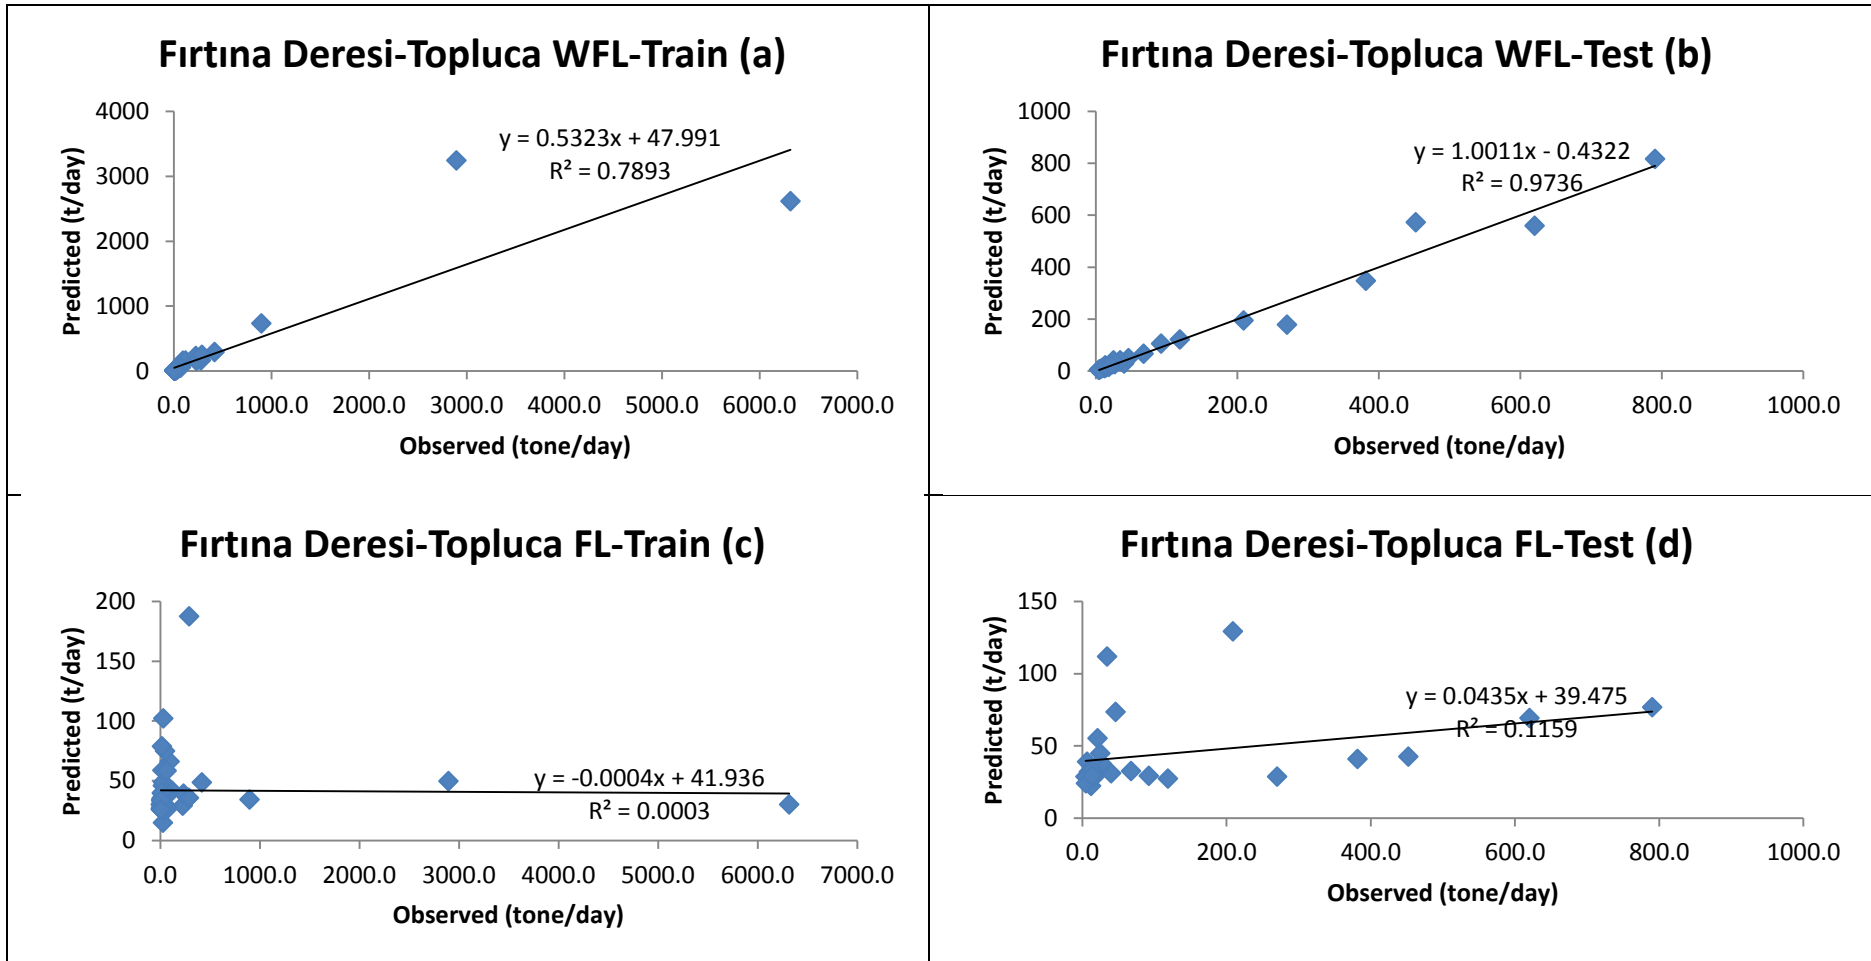 Fırtına Deresi-Topluca WFL-Train (a)
4000
3000
2000
1000
0
Predicted (t/day)
y = 0.5323x + 47.991
R² = 0.7893
0.0 1000.0 2000.0 3000.0 4000.0 5000.0 6000.0 7000.0
Observed (tone/day)
Fırtına Deresi-Topluca WFL-Test (b)
1000
800
600
400
200
0
Predicted (t/day)
y = 1.0011x - 0.4322
R² = 0.9736
0.0 200.0 400.0 600.0 800.0 1000.0
Observed (tone/day)
Fırtına Deresi-Topluca FL-Train (c)
200
150
100
50
0
Predicted (t/day)
y = -0.0004x + 41.936
R² = 0.0003
0.0 1000.0 2000.0 3000.0 4000.0 5000.0 6000.0 7000.0
Observed (tone/day)
Fırtına Deresi-Topluca FL-Test (d)
150
100
50
0
Predicted (t/day)
y = 0.0435x + 39.475
R² = 0.1159
0.0 200.0 400.0 600.0 800.0 1000.0
Observed (tone/day)